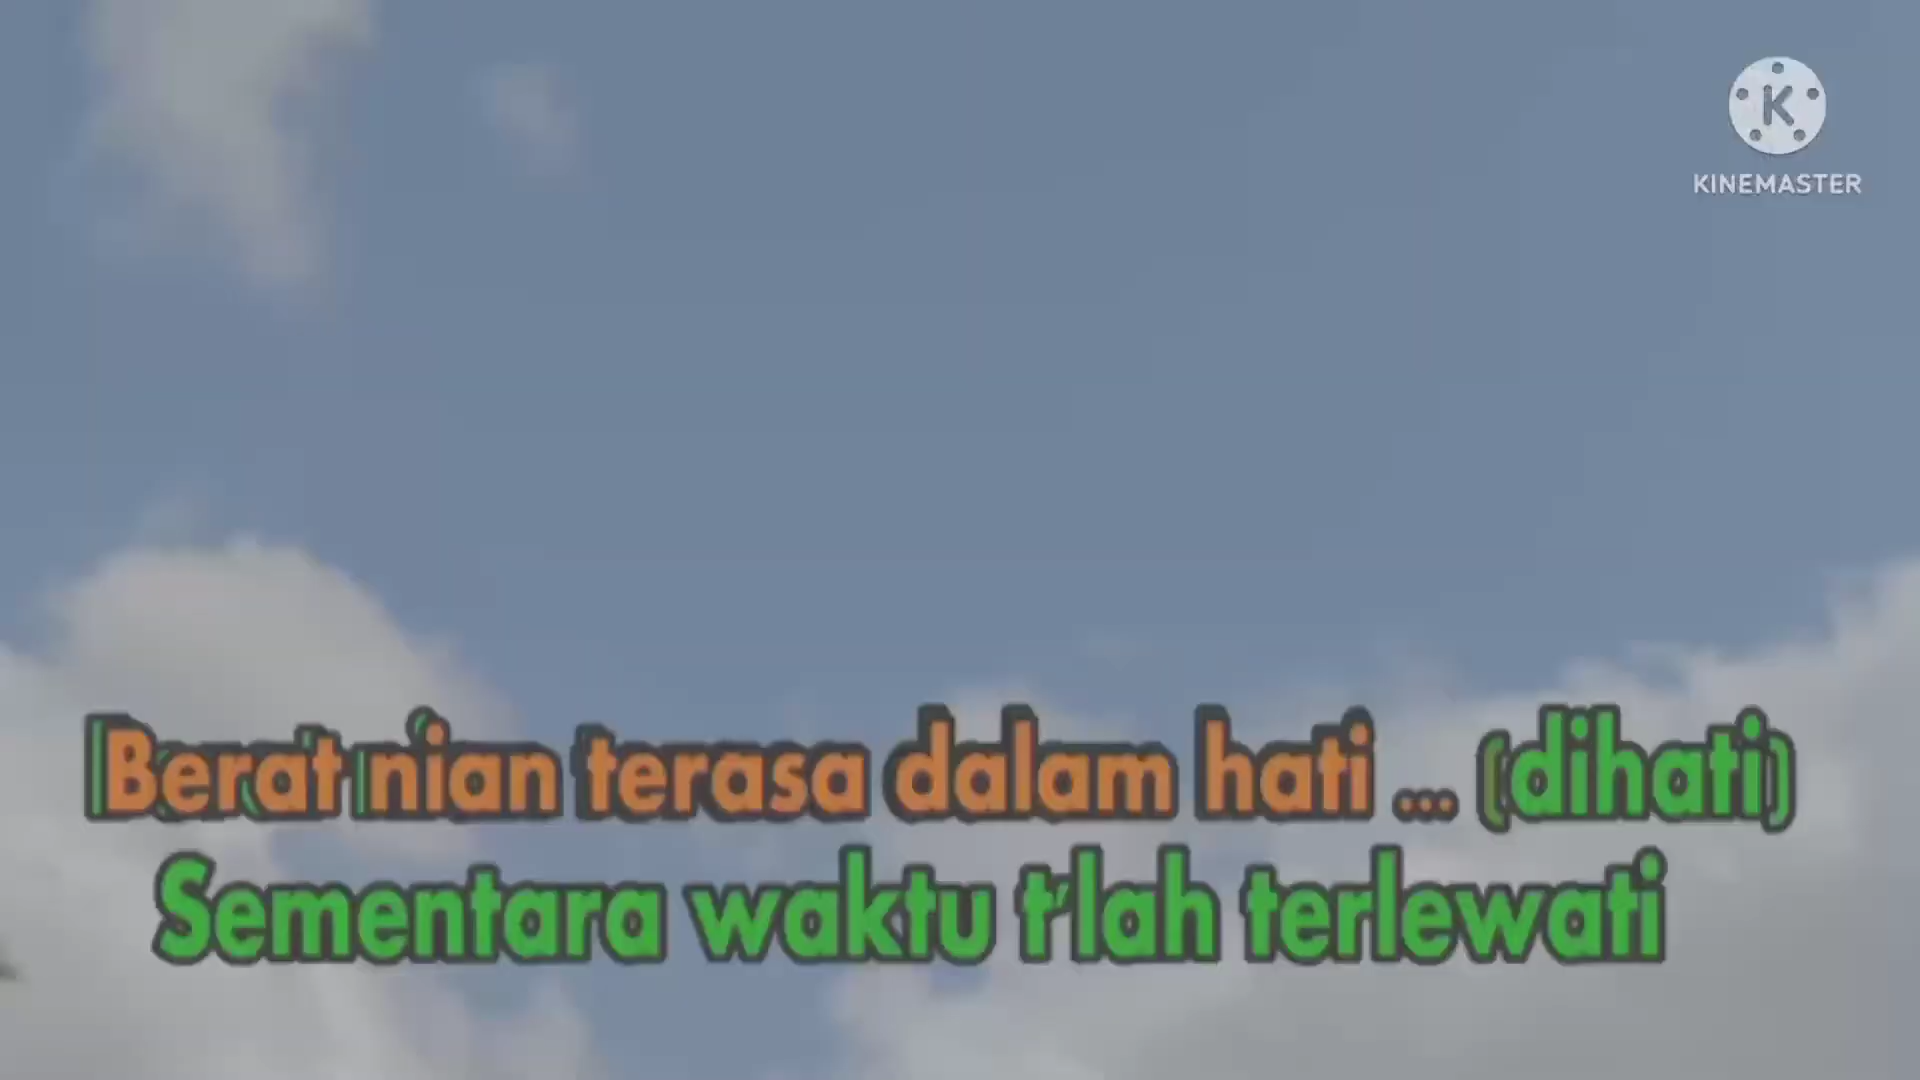 KINEMASTER
Berat nian terasa dalam hati ... (dihati)
Sementara waktu t'lah terlewati